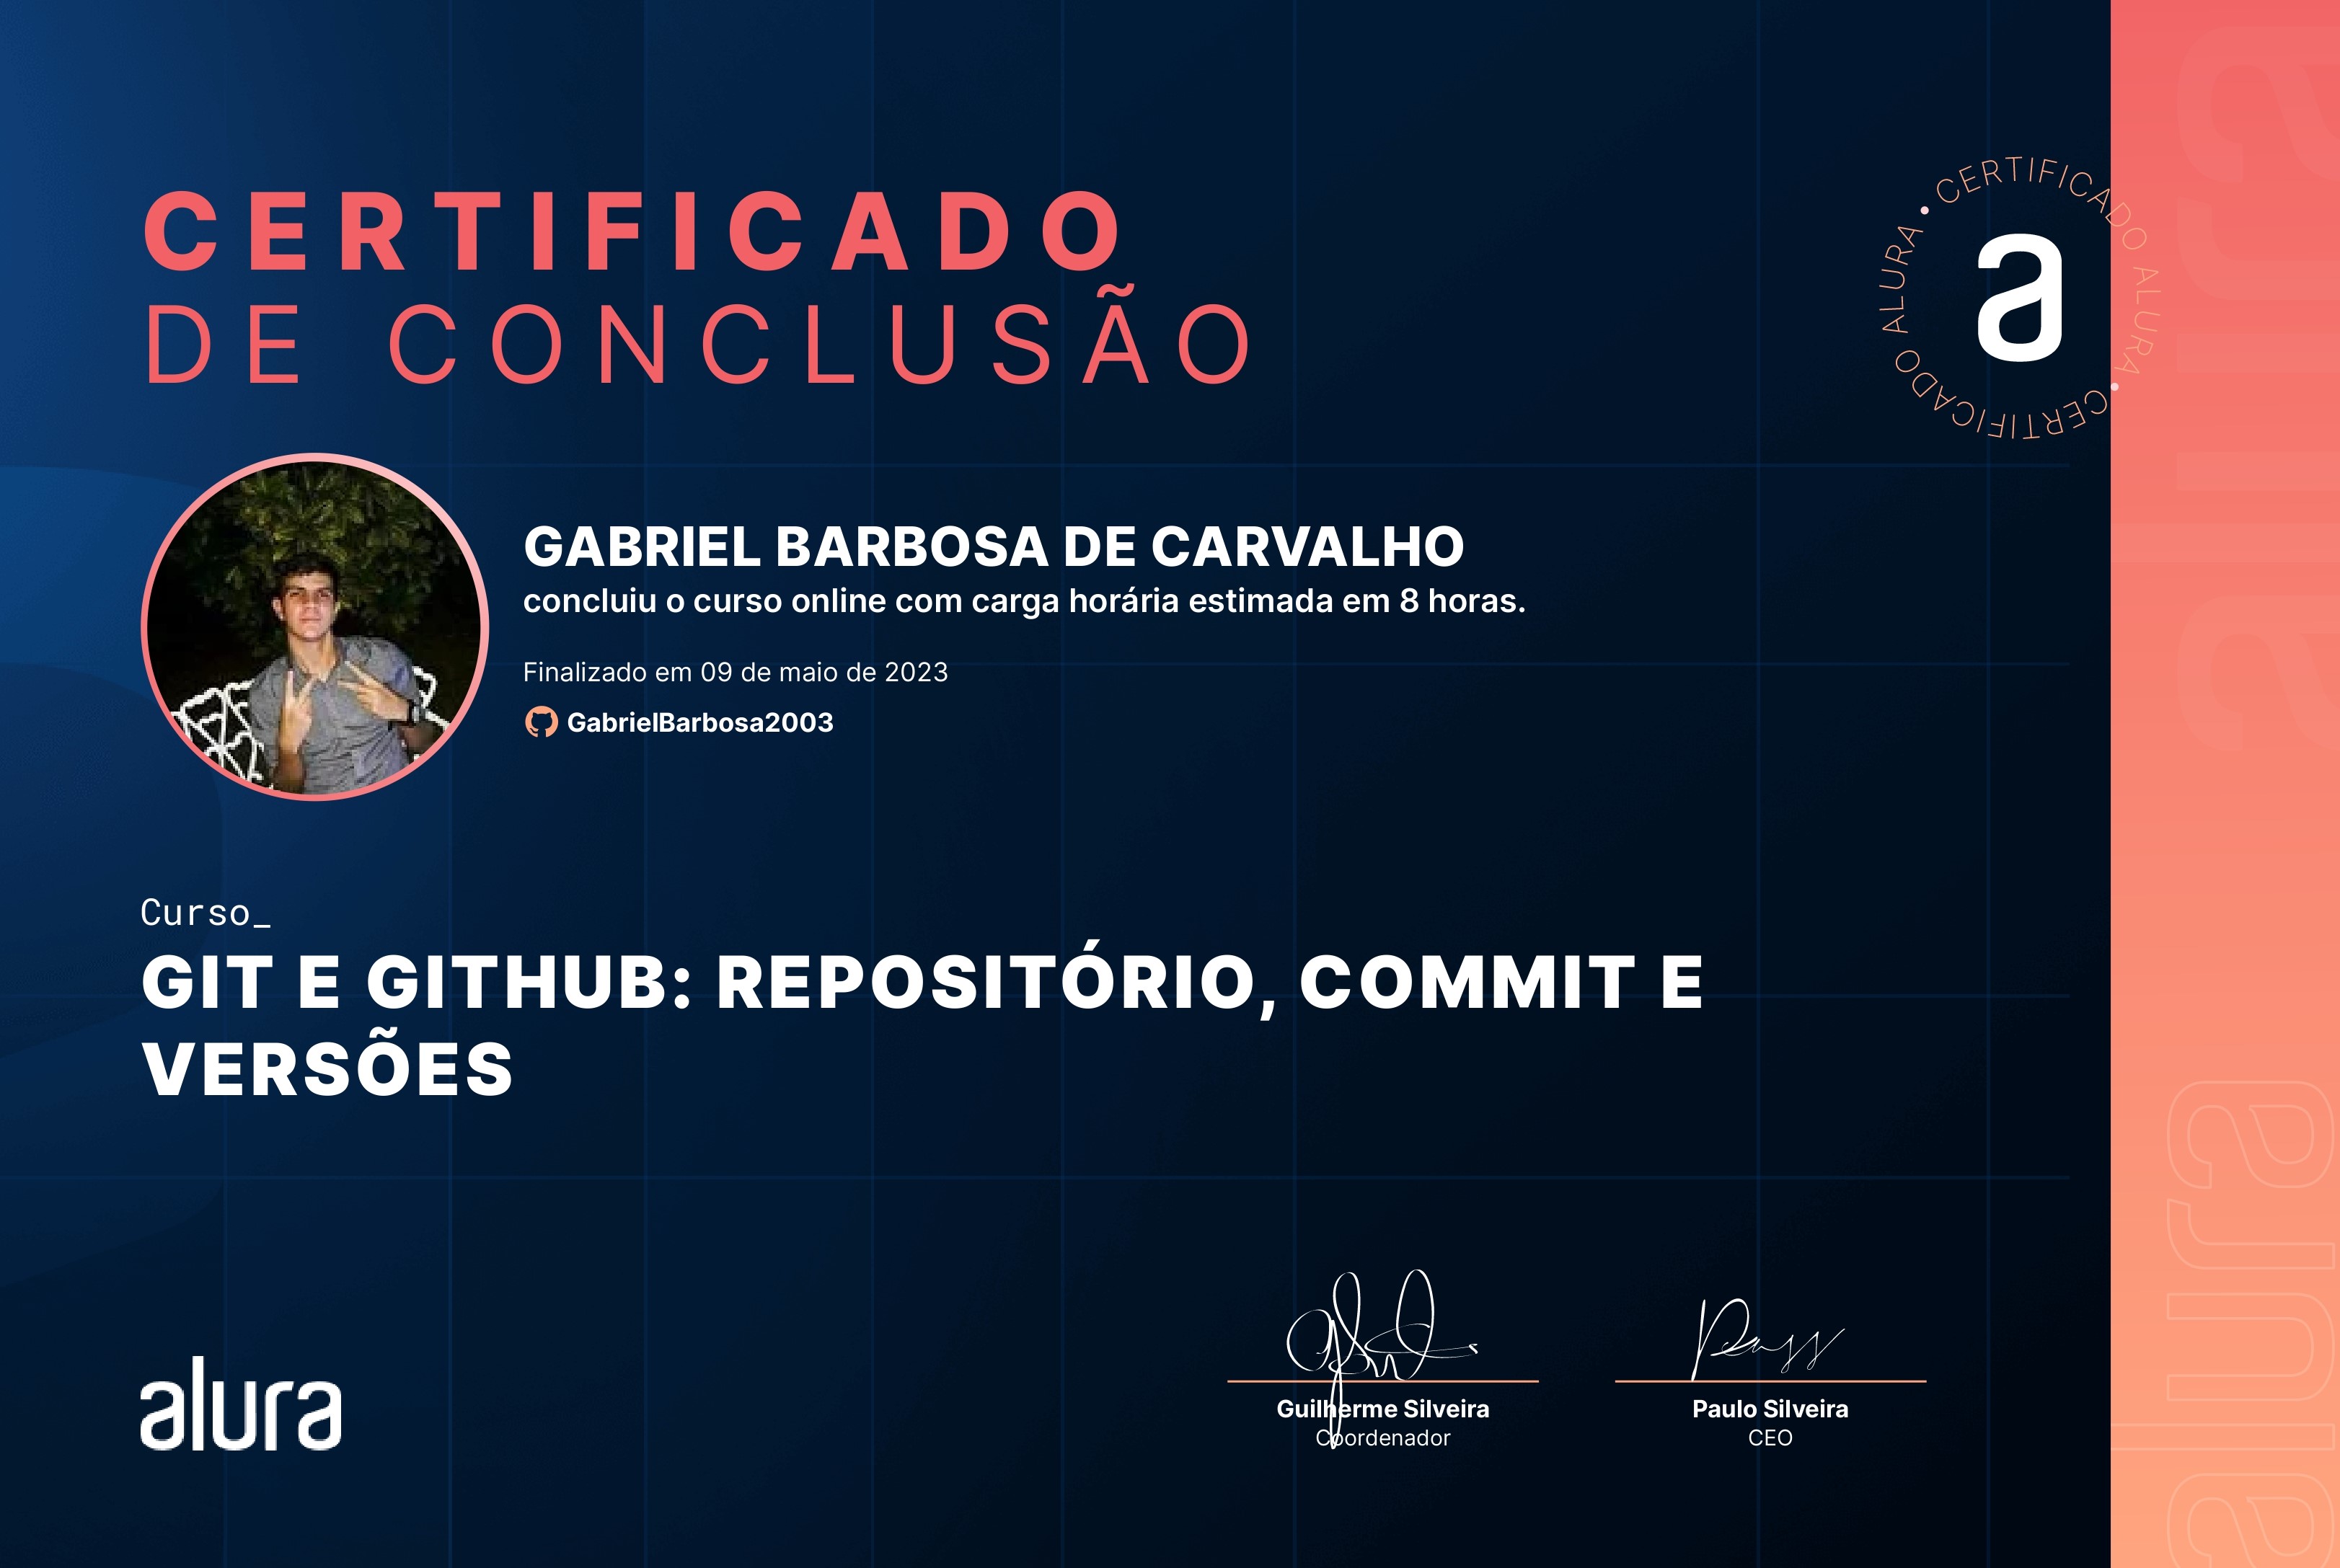 CERTIFICADO
DE CONCLUSÃO
• CERTIFICADO ALURA • CERTIFICADO ALURA
a
GABRIEL BARBOSA DE CARVALHO
concluiu o curso online com carga horária estimada em 8 horas.
Finalizado em 09 de maio de 2023
GabrielBarbosa2003
Curso_
GIT E GITHUB: REPOSITÓRIO, COMMIT E
VERSÕES
alura
Guilherme Silveira
Coordenador
Paulo Silveira
CEO
alura
alura